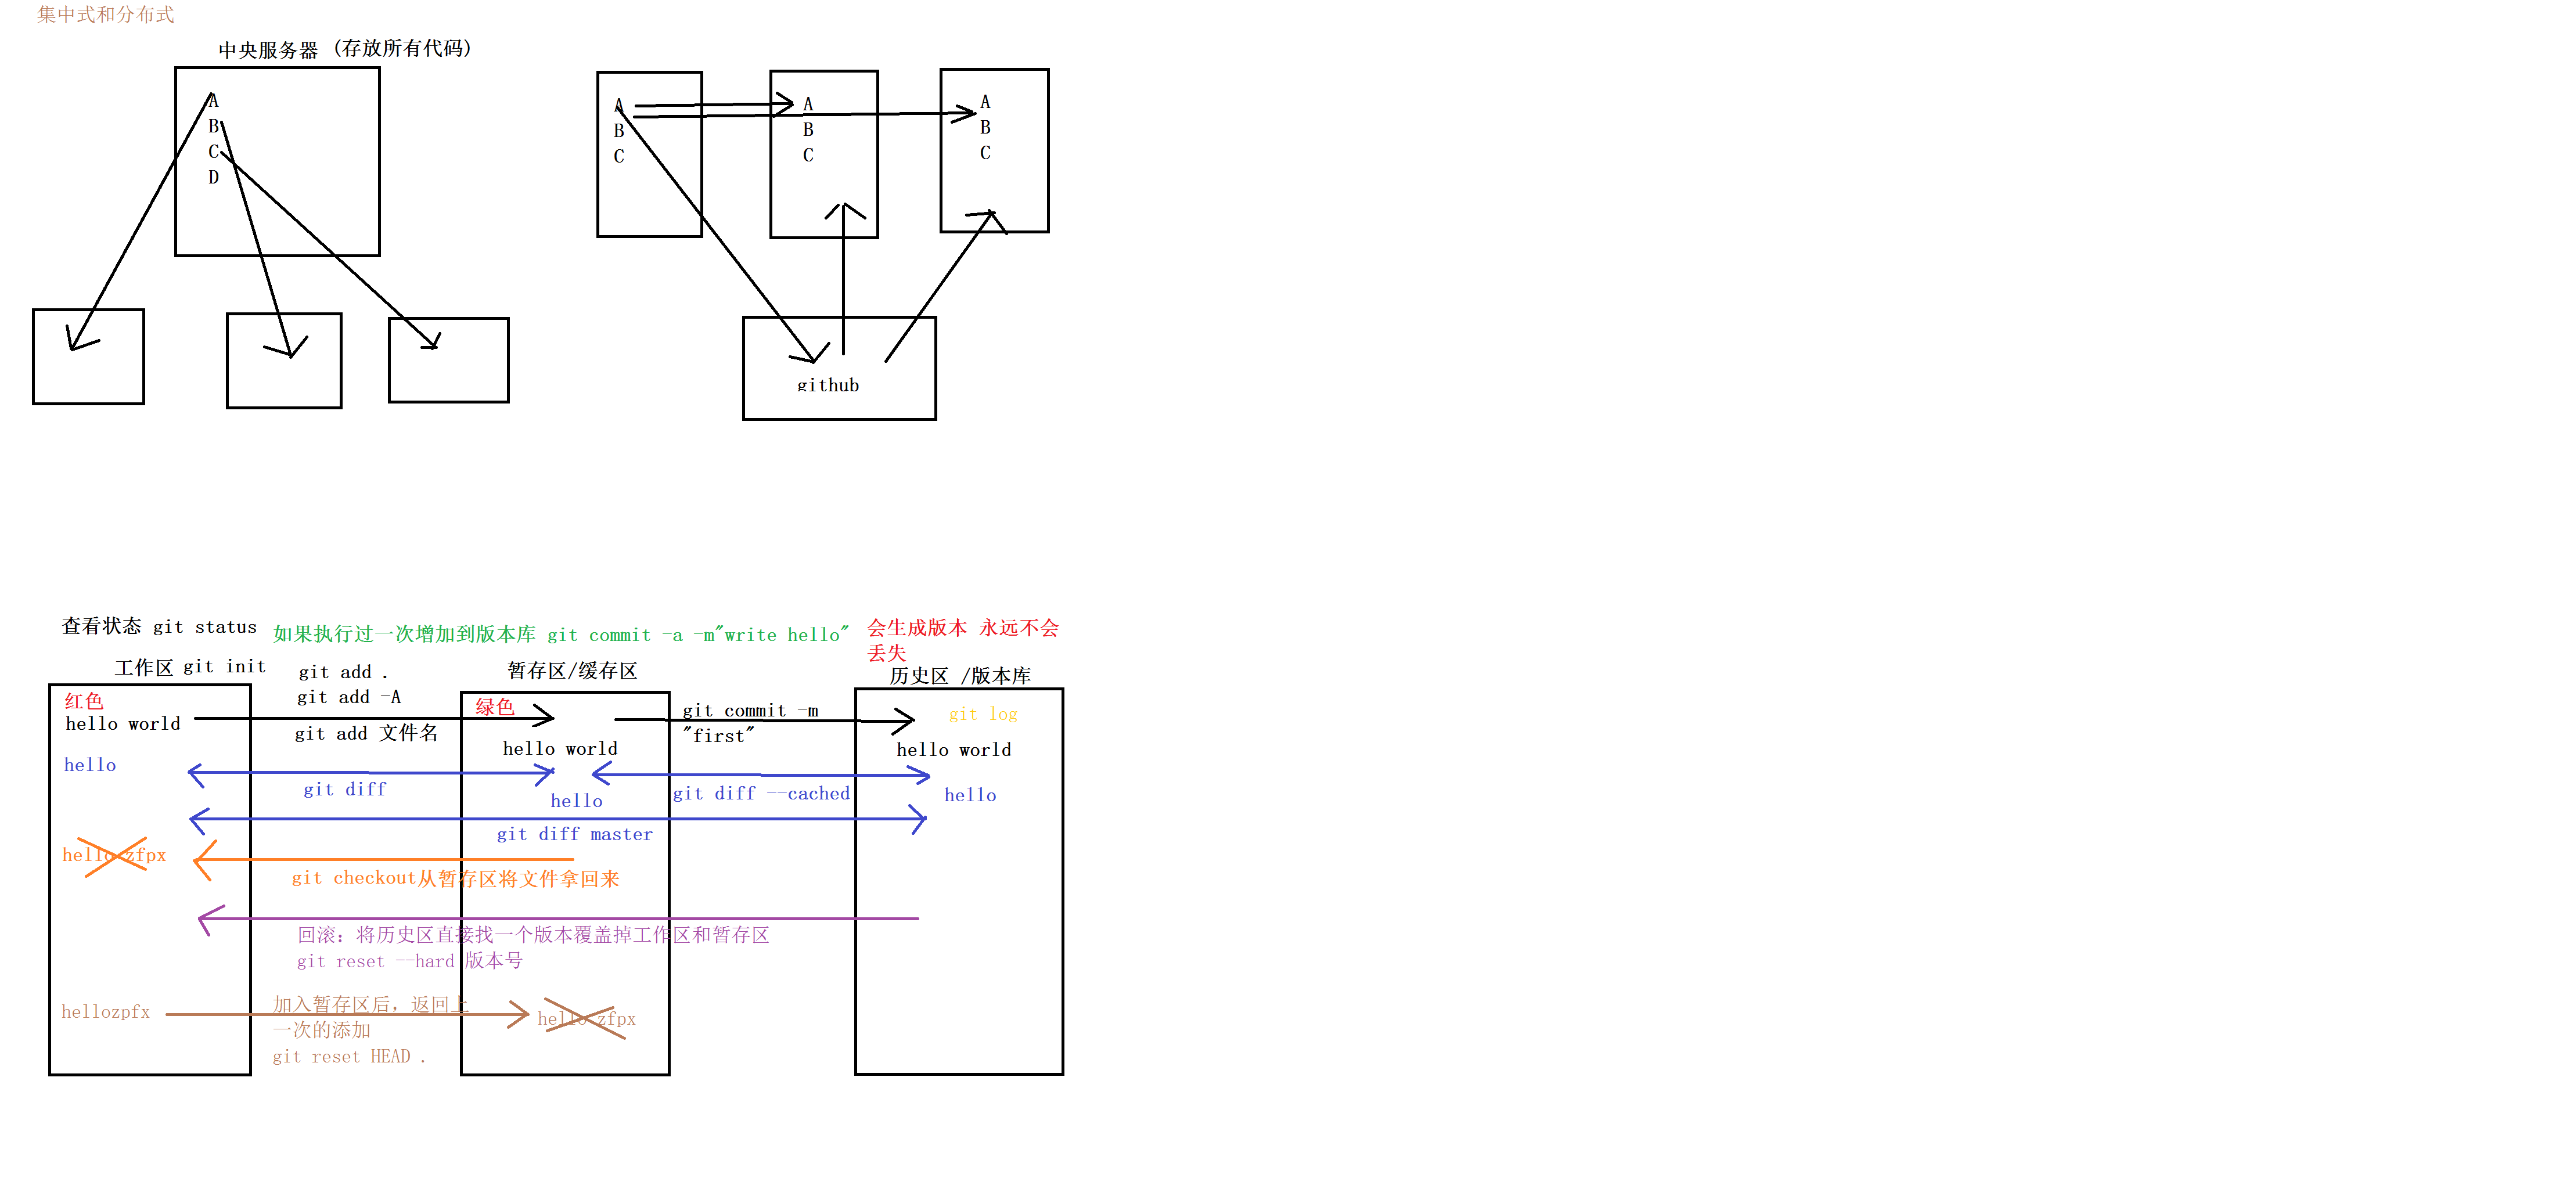 集中式和分布式
中央服务器 (存放所有代码)
A
B
C
D
A
B
C
A
B
C
A
B
C
github
查看状态 git status
如果执行过一次增加到版本库 git commit -a -m"write hello"
会生成版本 永远不会
丢失
工作区 git init
git add .
git add -A
git add 文件名
暂存区/缓存区
历史区 /版本库
红色
hello world
绿色
hello world
git commit -m
"first"
git log
hello world
hello
git diff
hello
git diff --cached
hello
git diff master
hello zfpx
git checkout从暂存区将文件拿回来
回滚：将历史区直接找一个版本覆盖掉工作区和暂存区
git reset --hard 版本号
hellozpfx
加入暂存区后，返回上
一次的添加
git reset HEAD .
hello zfpx